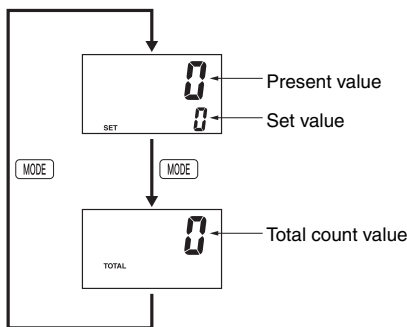 0
Present value
0
Set value
SET
MODE
MODE
0
Total count value
TOTAL